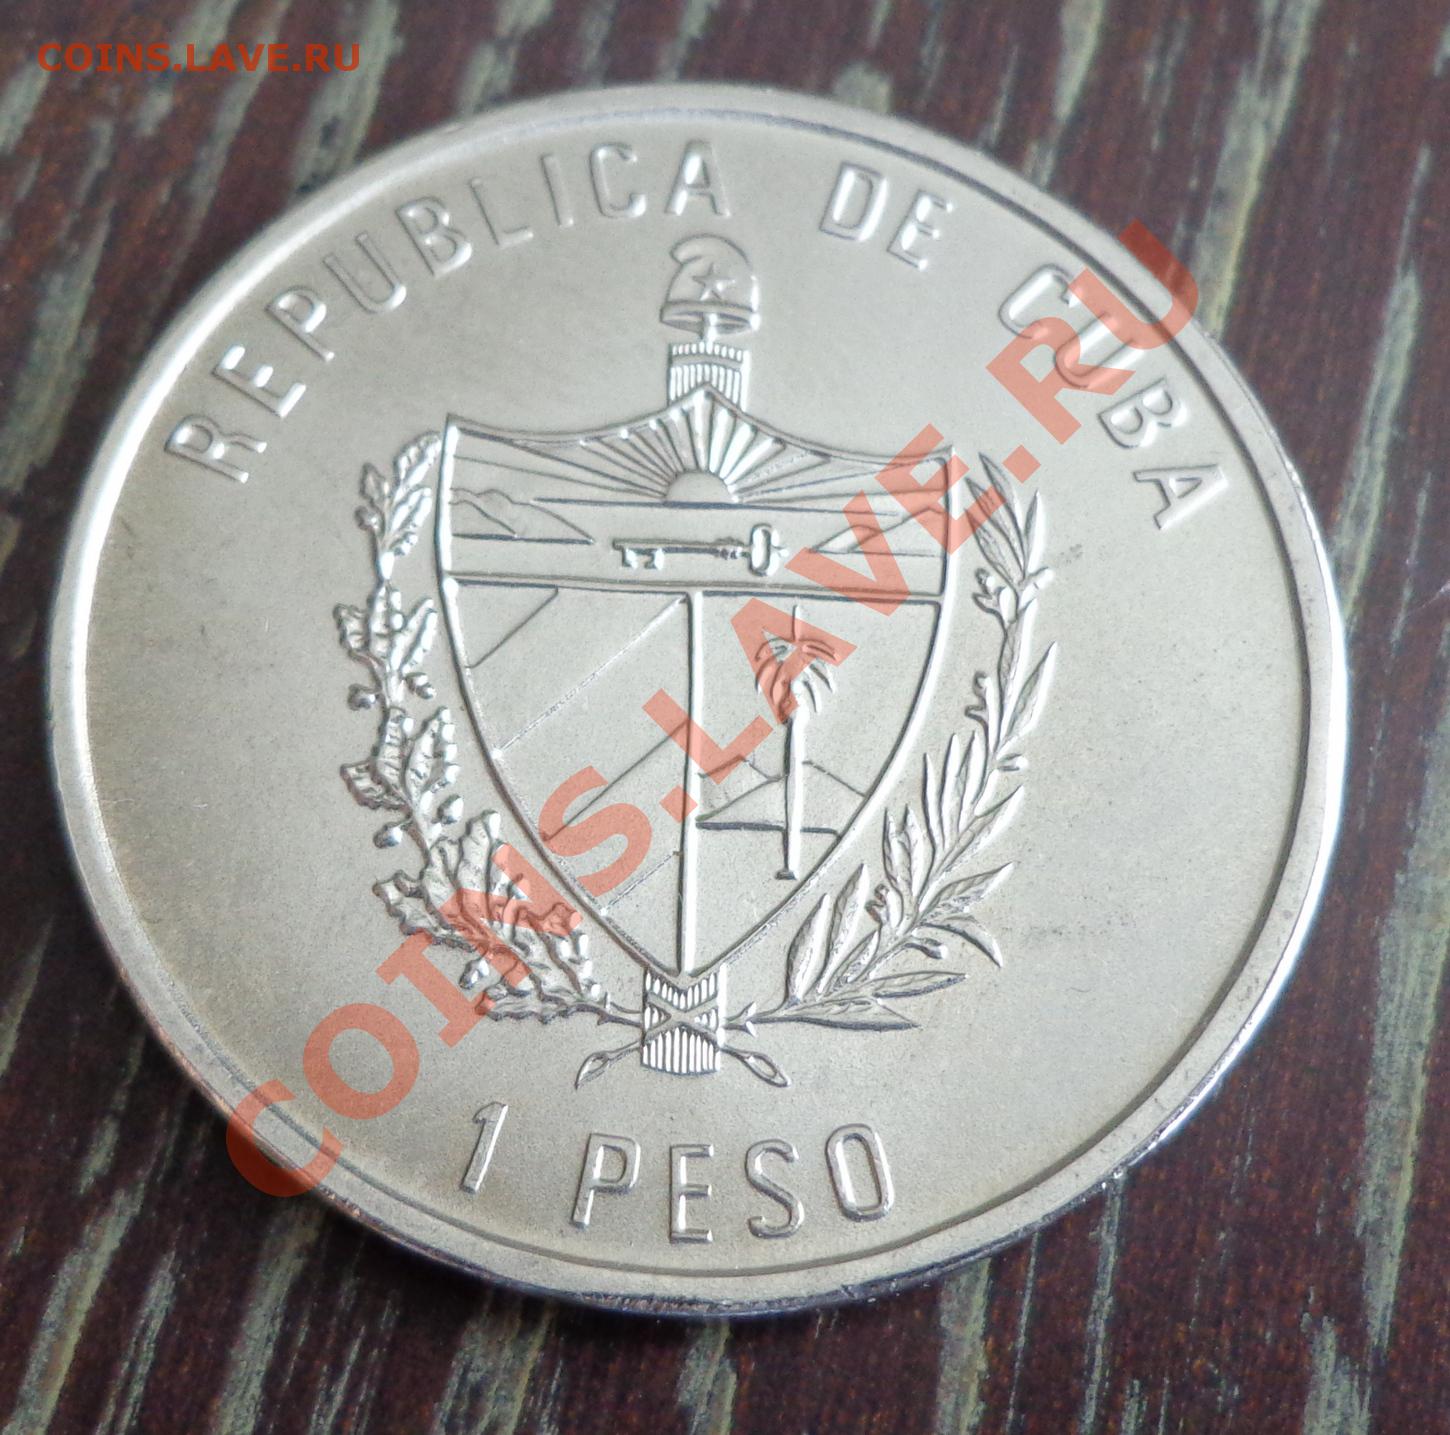 COINS.LAVE.RU
REPUBLICA DE CUBA
COINS.LAVE.RU
1 PESO